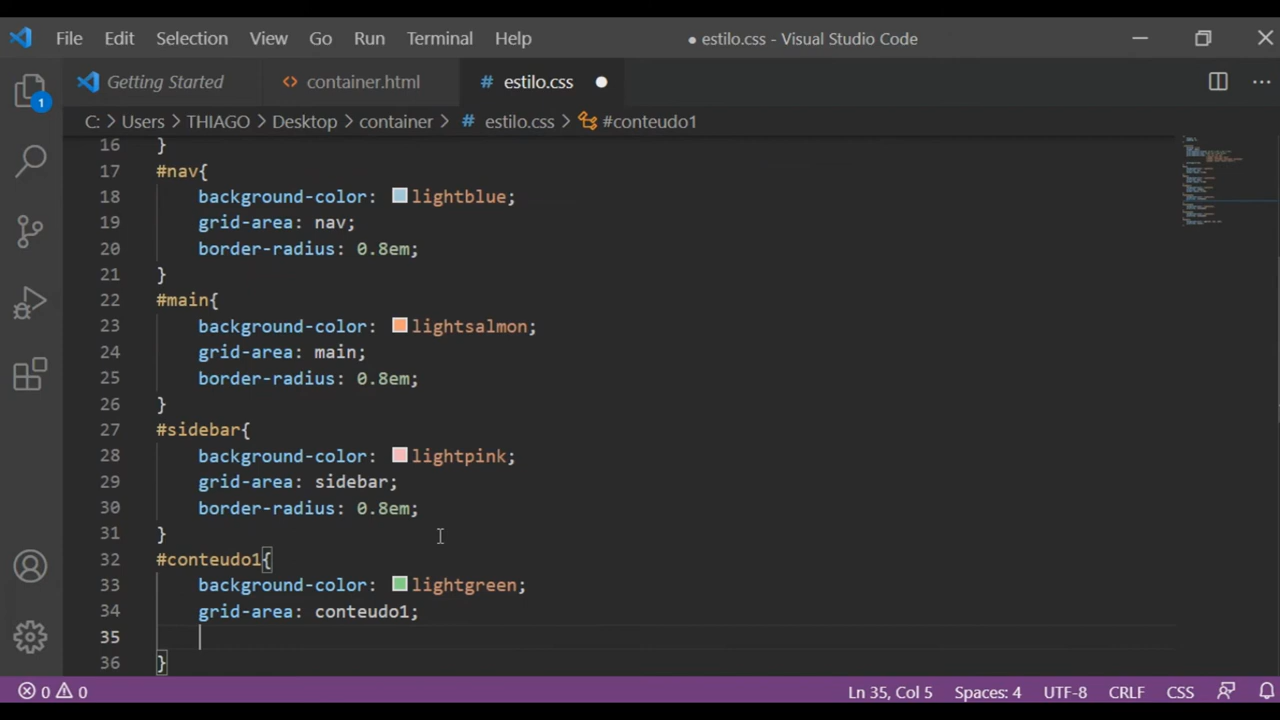 File Edit Selection View Go Run Terminal Help ● estilo.css - Visual Studio Code
Getting Started <> container.html # estilo.css ●
C: > Users > THIAGO > Desktop > container > # estilo.css > #conteudo1
1
16 }
17 #nav{
18 background-color: lightblue;
19 grid-area: nav;
20 border-radius: 0.8em;
21 }
22 #main{
23 background-color: lightsalmon;
24 grid-area: main;
25 border-radius: 0.8em;
26 }
27 #sidebar{
28 background-color: lightpink;
29 grid-area: sidebar;
30 border-radius: 0.8em;
31 }
32 #conteudo1{
33 background-color: lightgreen;
34 grid-area: conteudo1;
35
36 }
0 0 Ln 35, Col 5 Spaces: 4 UTF-8 CRLF CSS